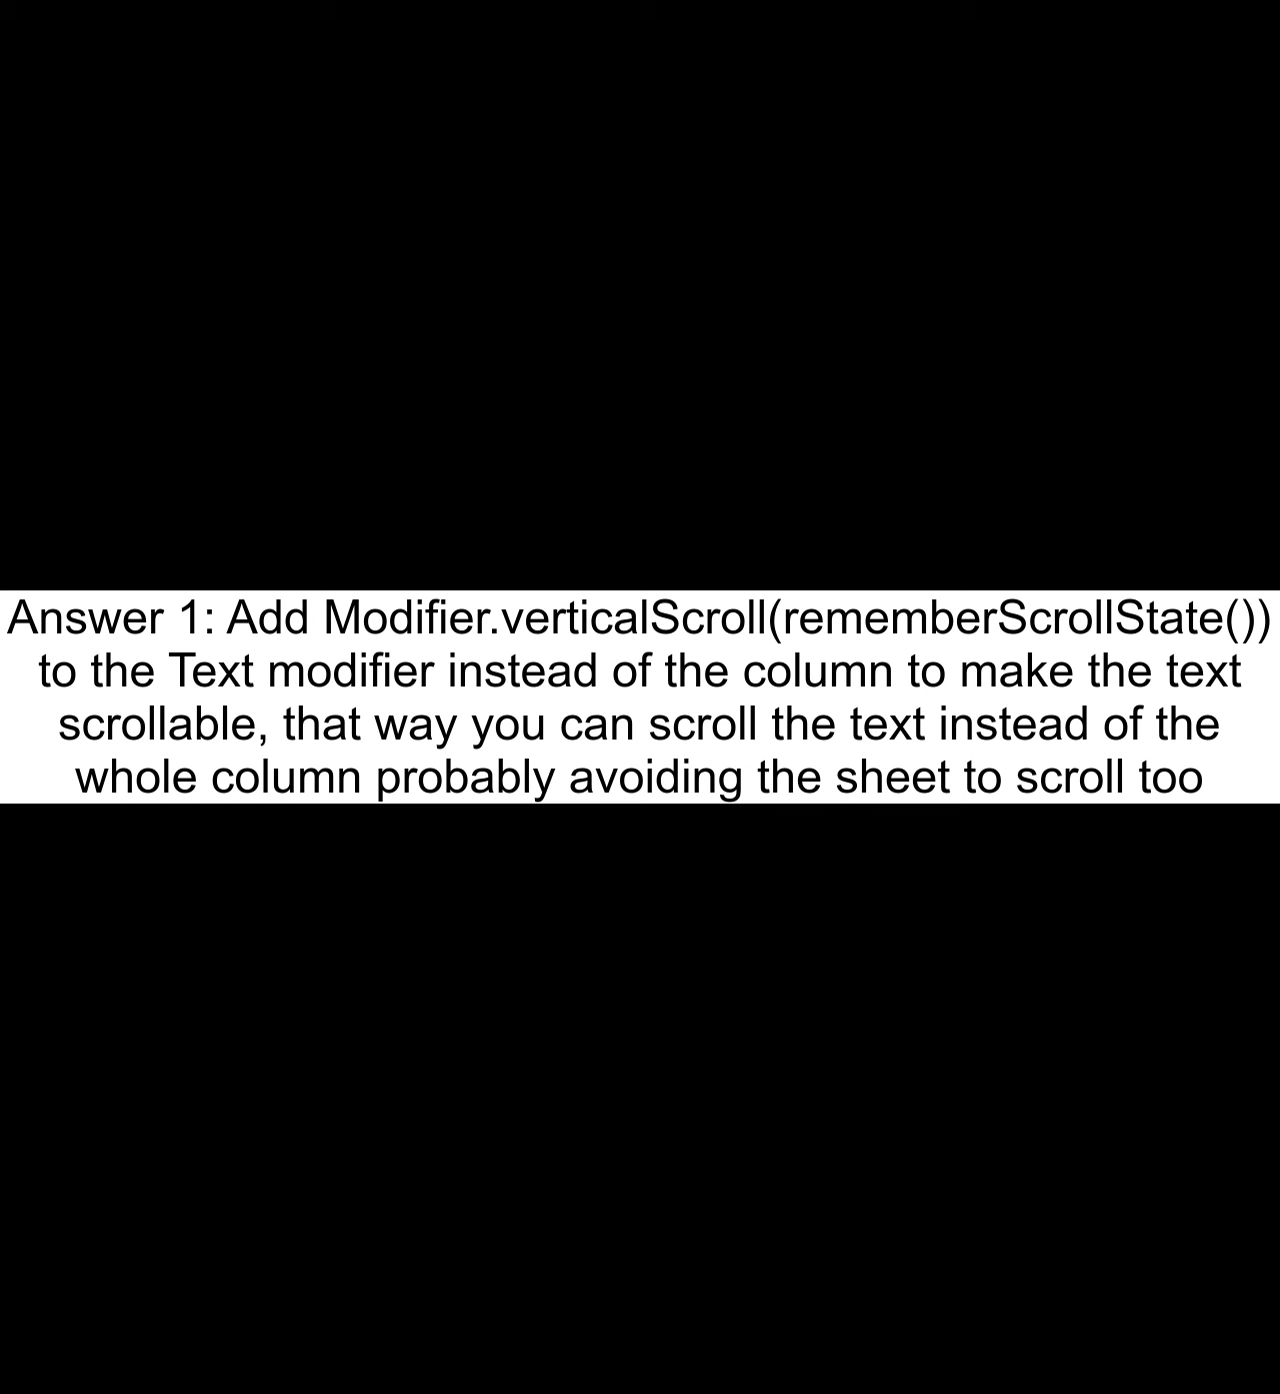 Answer 1: Add Modifier.verticalScroll(rememberScrollState())
to the Text modifier instead of the column to make the text
scrollable, that way you can scroll the text instead of the
whole column probably avoiding the sheet to scroll too